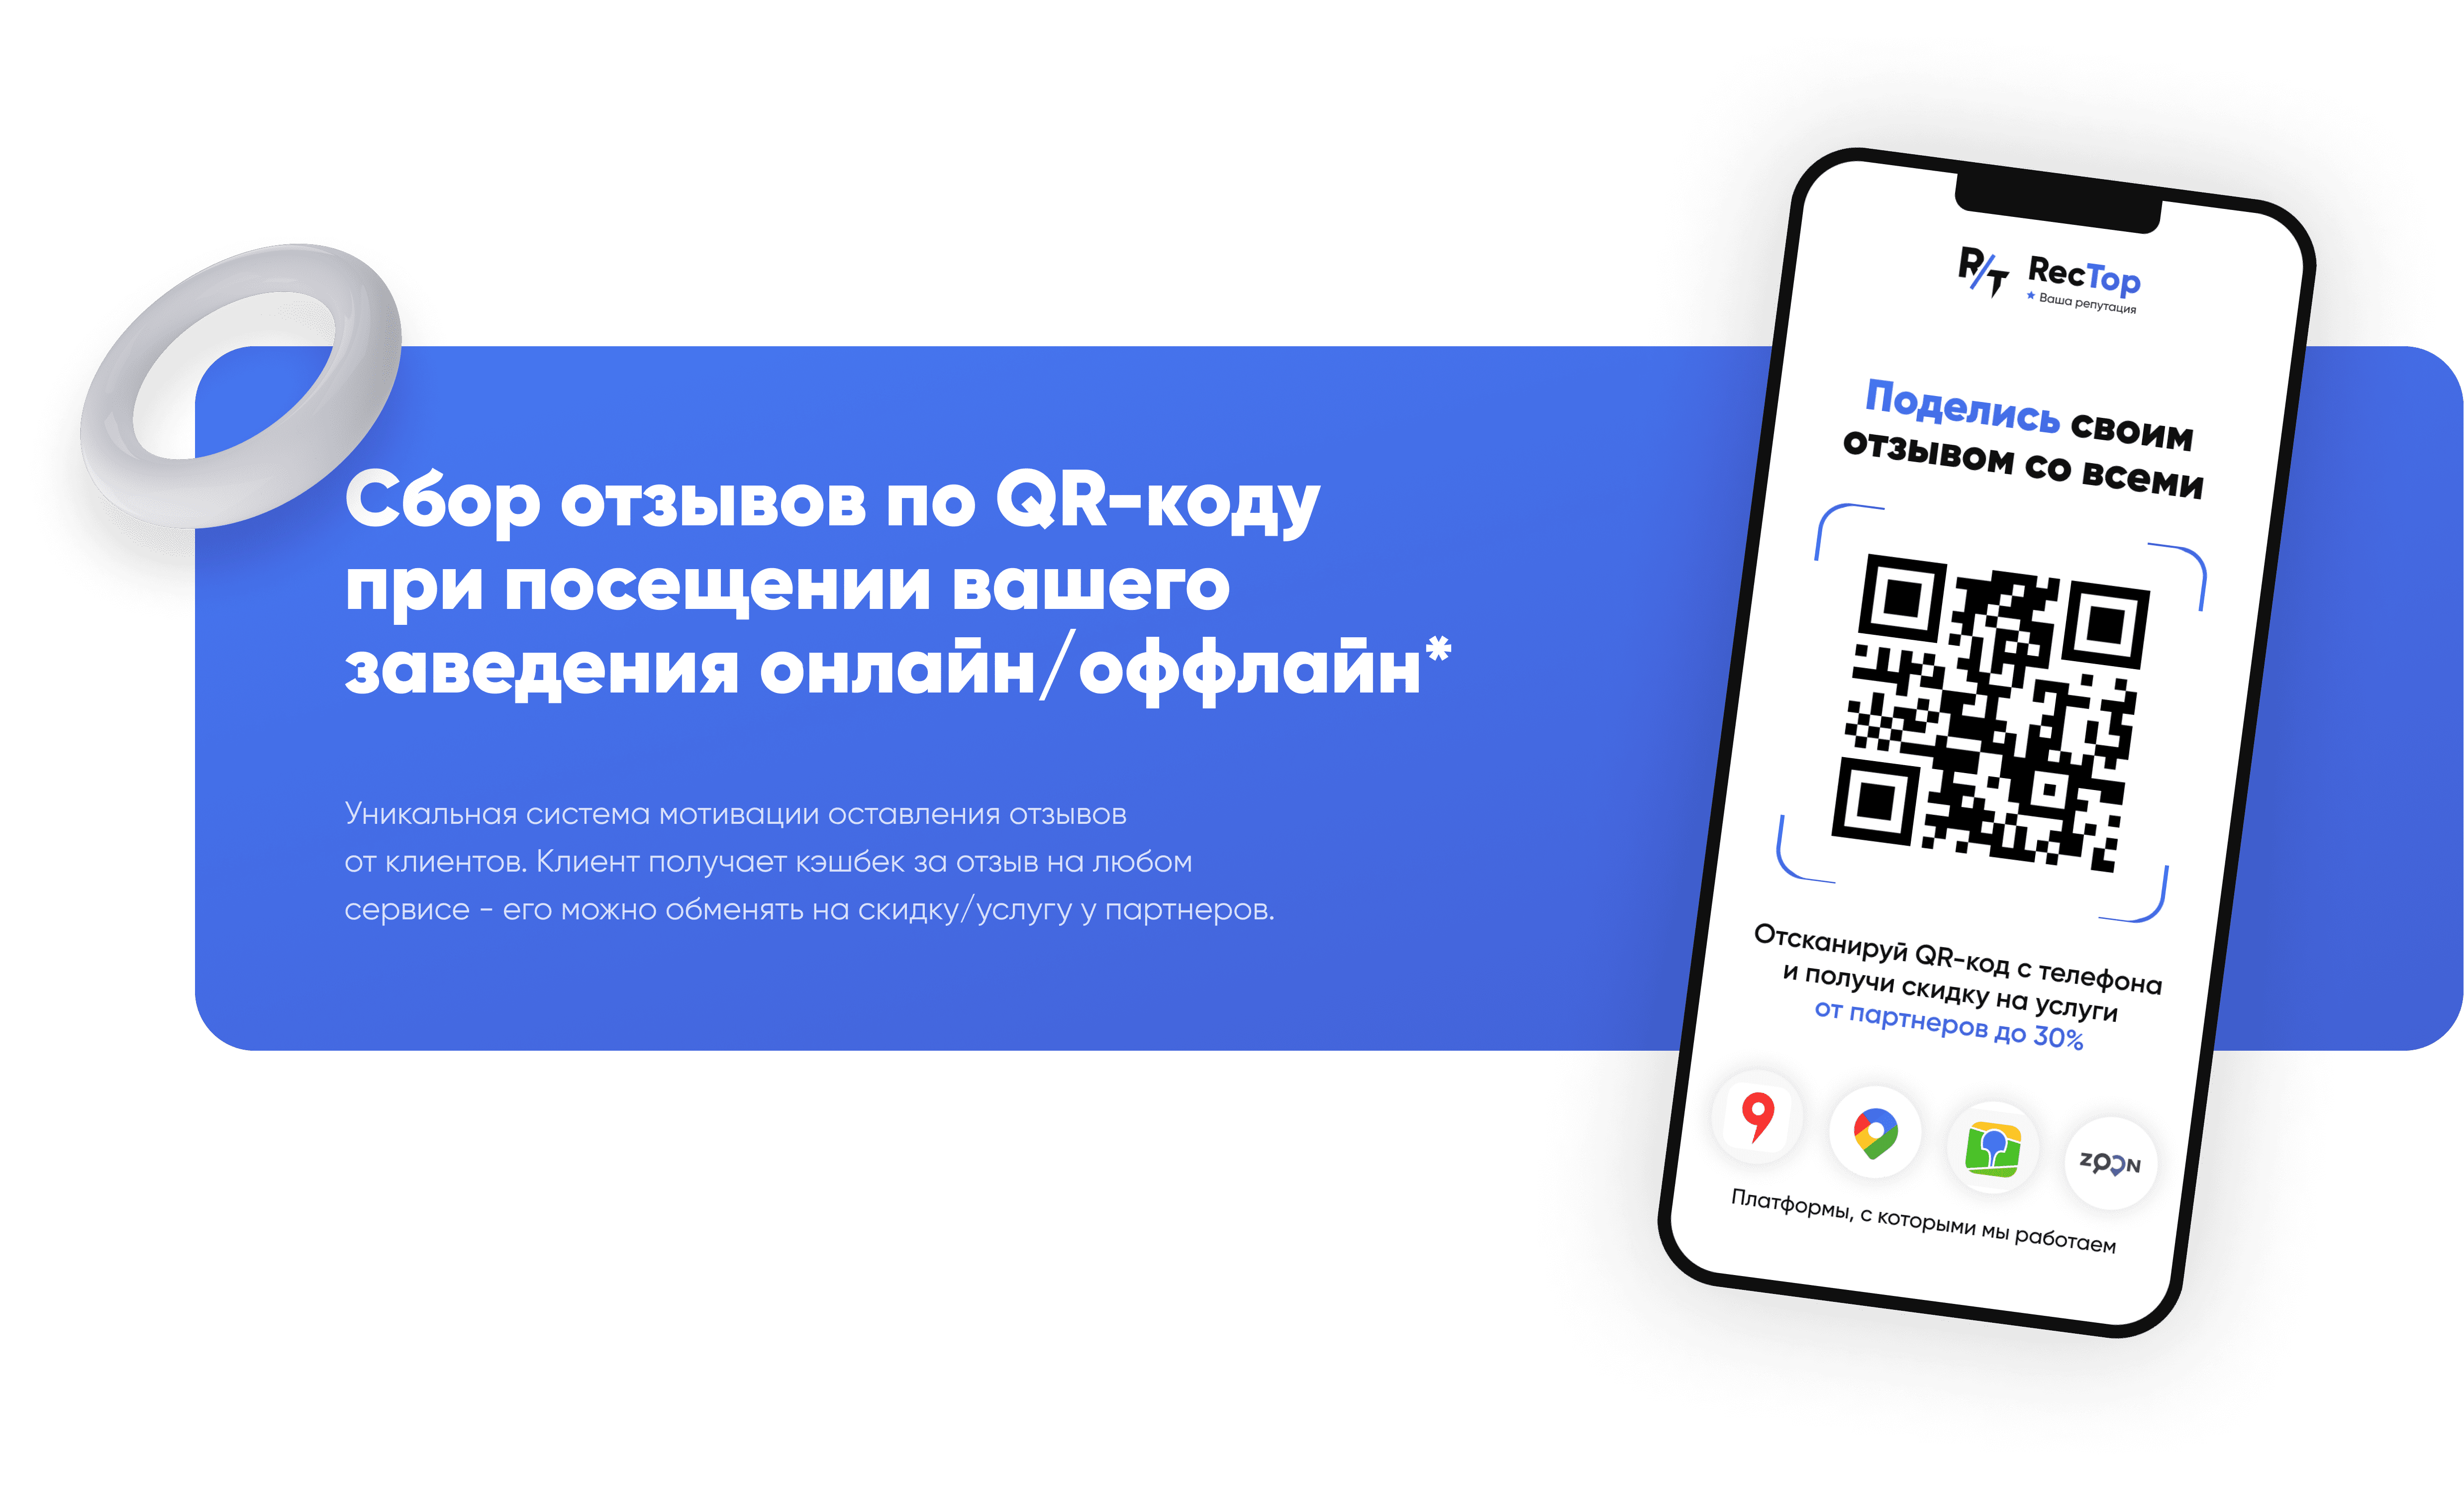 Сбор отзывов по QR-коду
при посещении вашего
заведения онлайн/оффлайн*
Уникальная система мотивации оставления отзывов
от клиентов. Клиент получает кэшбек за отзыв на любом
сервисе - его можно обменять на скидку/услугу у партнеров.
R/T RecTop
Ваша репутация
Поделись своим
отзывом со всеми
Отсканируй QR-код с телефона
и получи скидку на услуги
от партнеров до 30%
zoon
Платформы, с которыми мы работаем